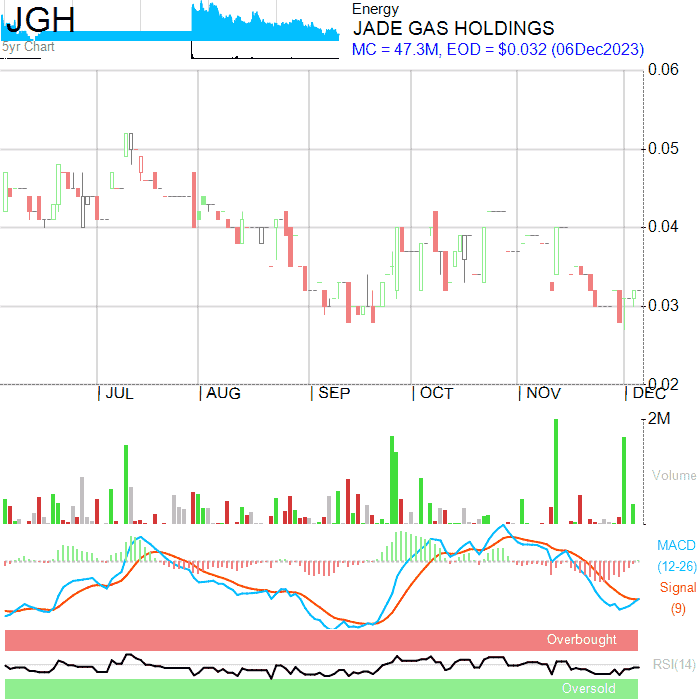 JGH
5yr Chart
Energy
JADE GAS HOLDINGS
MC = 47.3M, EOD = $0.032 (06Dec2023)
0.06
0.05
0.04
0.03
0.02
JUL AUG SEP OCT NOV DEC
2M
Volume
MACD
(12-26)
Signal
(9)
Overbought
RSI(14)
Oversold